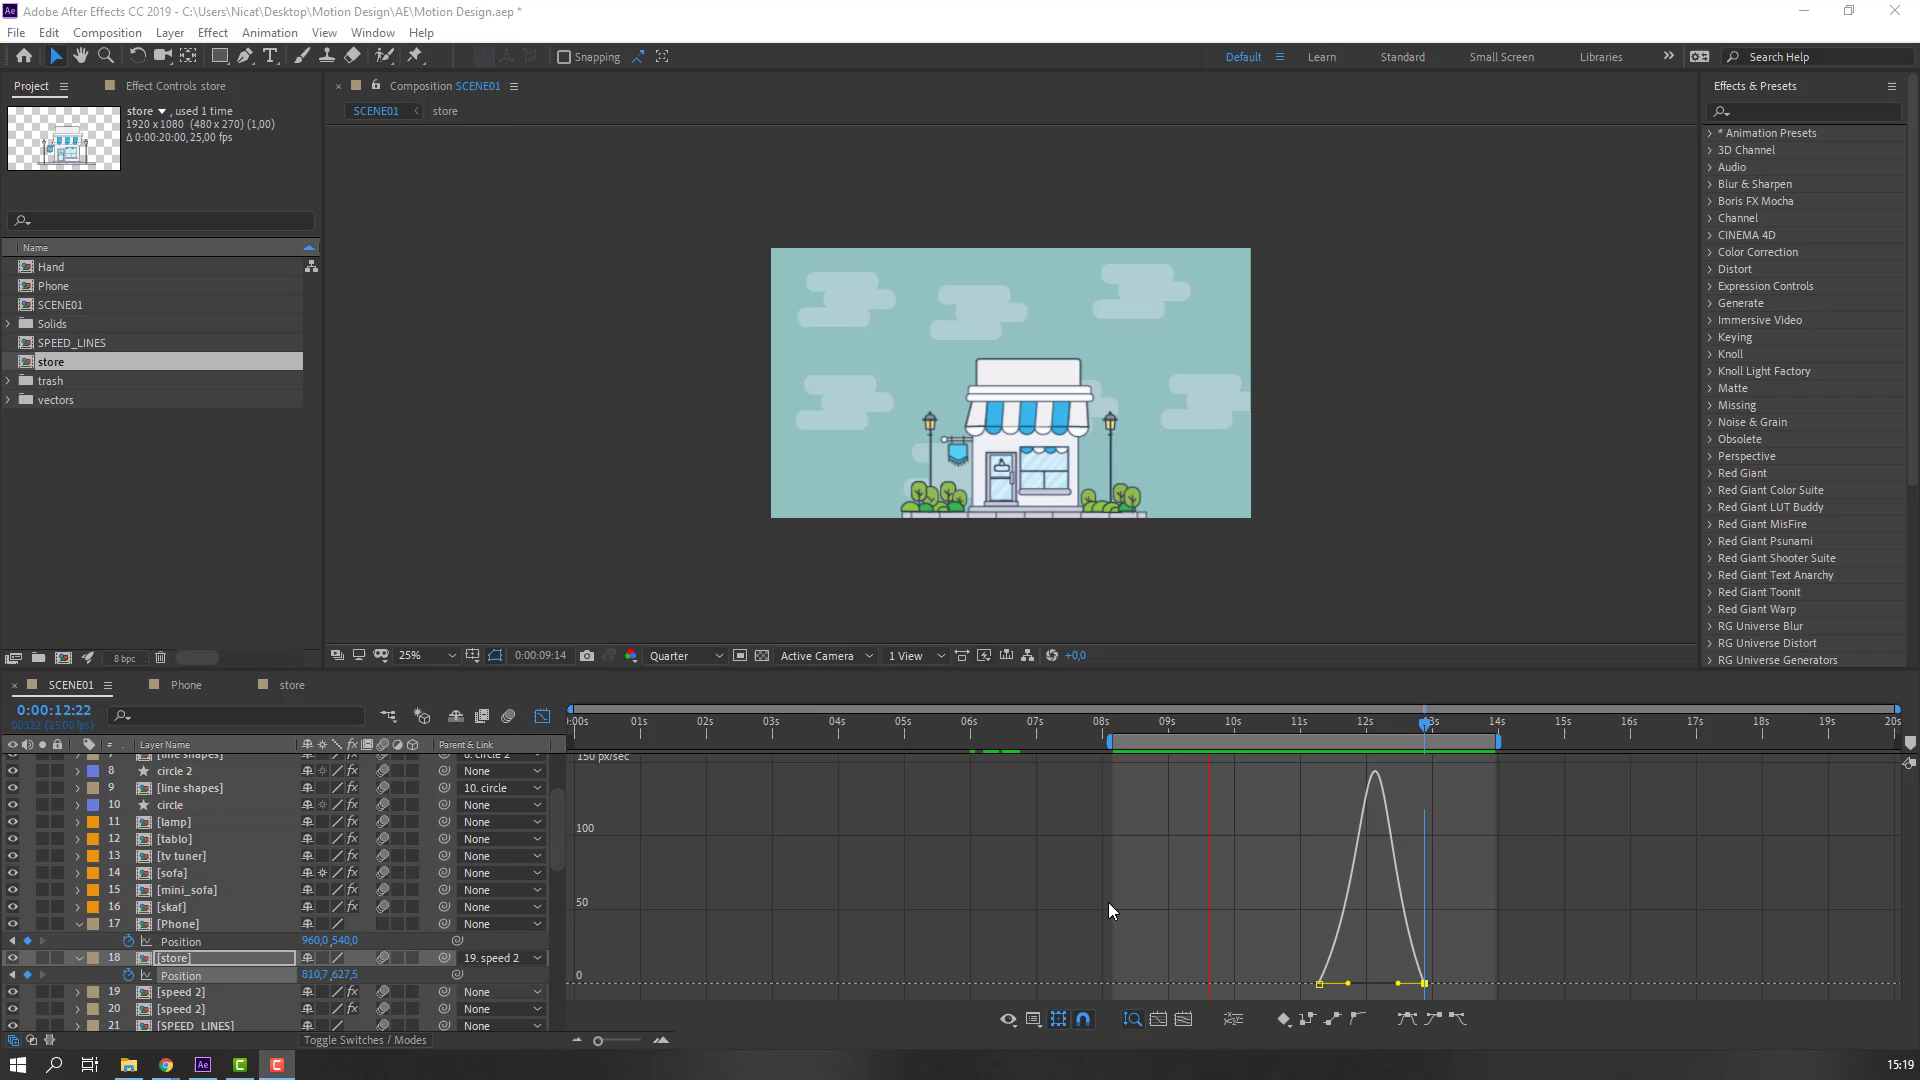 Adobe After Effects CC 2019 - C:\Users\Nicat\Desktop\Motion Design\AE\Motion Design.aep *
File Edit Composition Layer Effect Animation View Window Help
Snapping
Default Learn Standard Small Screen Libraries Search Help
Project Effect Controls store
Composition SCENE01
Effects & Presets
SCENE01 store
store , used 1 time
1920 x 1080 (480 x 270) (1,00)
Δ 0:00:20:00, 25,00 fps
Name
Hand
Phone
SCENE01
Solids
SPEED_LINES
store
trash
vectors
* Animation Presets
3D Channel
Audio
Blur & Sharpen
Boris FX Mocha
Channel
CINEMA 4D
Color Correction
Distort
Expression Controls
Generate
Immersive Video
Keying
Knoll
Knoll Light Factory
Matte
Missing
Noise & Grain
Obsolete
Perspective
Red Giant
Red Giant Color Suite
Red Giant LUT Buddy
Red Giant MisFire
Red Giant Psunami
Red Giant Shooter Suite
Red Giant Text Anarchy
Red Giant ToonIt
Red Giant Warp
RG Universe Blur
RG Universe Distort
RG Universe Generators
8 bpc
25% 0:00:09:14 Quarter Active Camera 1 View +0,0
SCENE01 Phone store
0:00:12:22
00322 (25.00 fps)
:00s 01s 02s 03s 04s 05s 06s 07s 08s 09s 10s 11s 12s 13s 14s 15s 16s 17s 18s 19s 20s
# Layer Name Parent & Link
[line shapes] 8. circle 2
8 circle 2 None
9 [line shapes] 10. circle
10 circle None
11 [lamp] None
12 [tablo] None
13 [tv tuner] None
14 [sofa] None
15 [mini_sofa] None
16 [skaf] None
17 [Phone] None
Position 960,0,540,0
18 [store] 19. speed 2
Position 810,7,627,5
19 [speed 2] None
20 [speed 2] None
21 [SPEED_LINES] None
150 px/sec
100
50
0
Toggle Switches / Modes
15:19